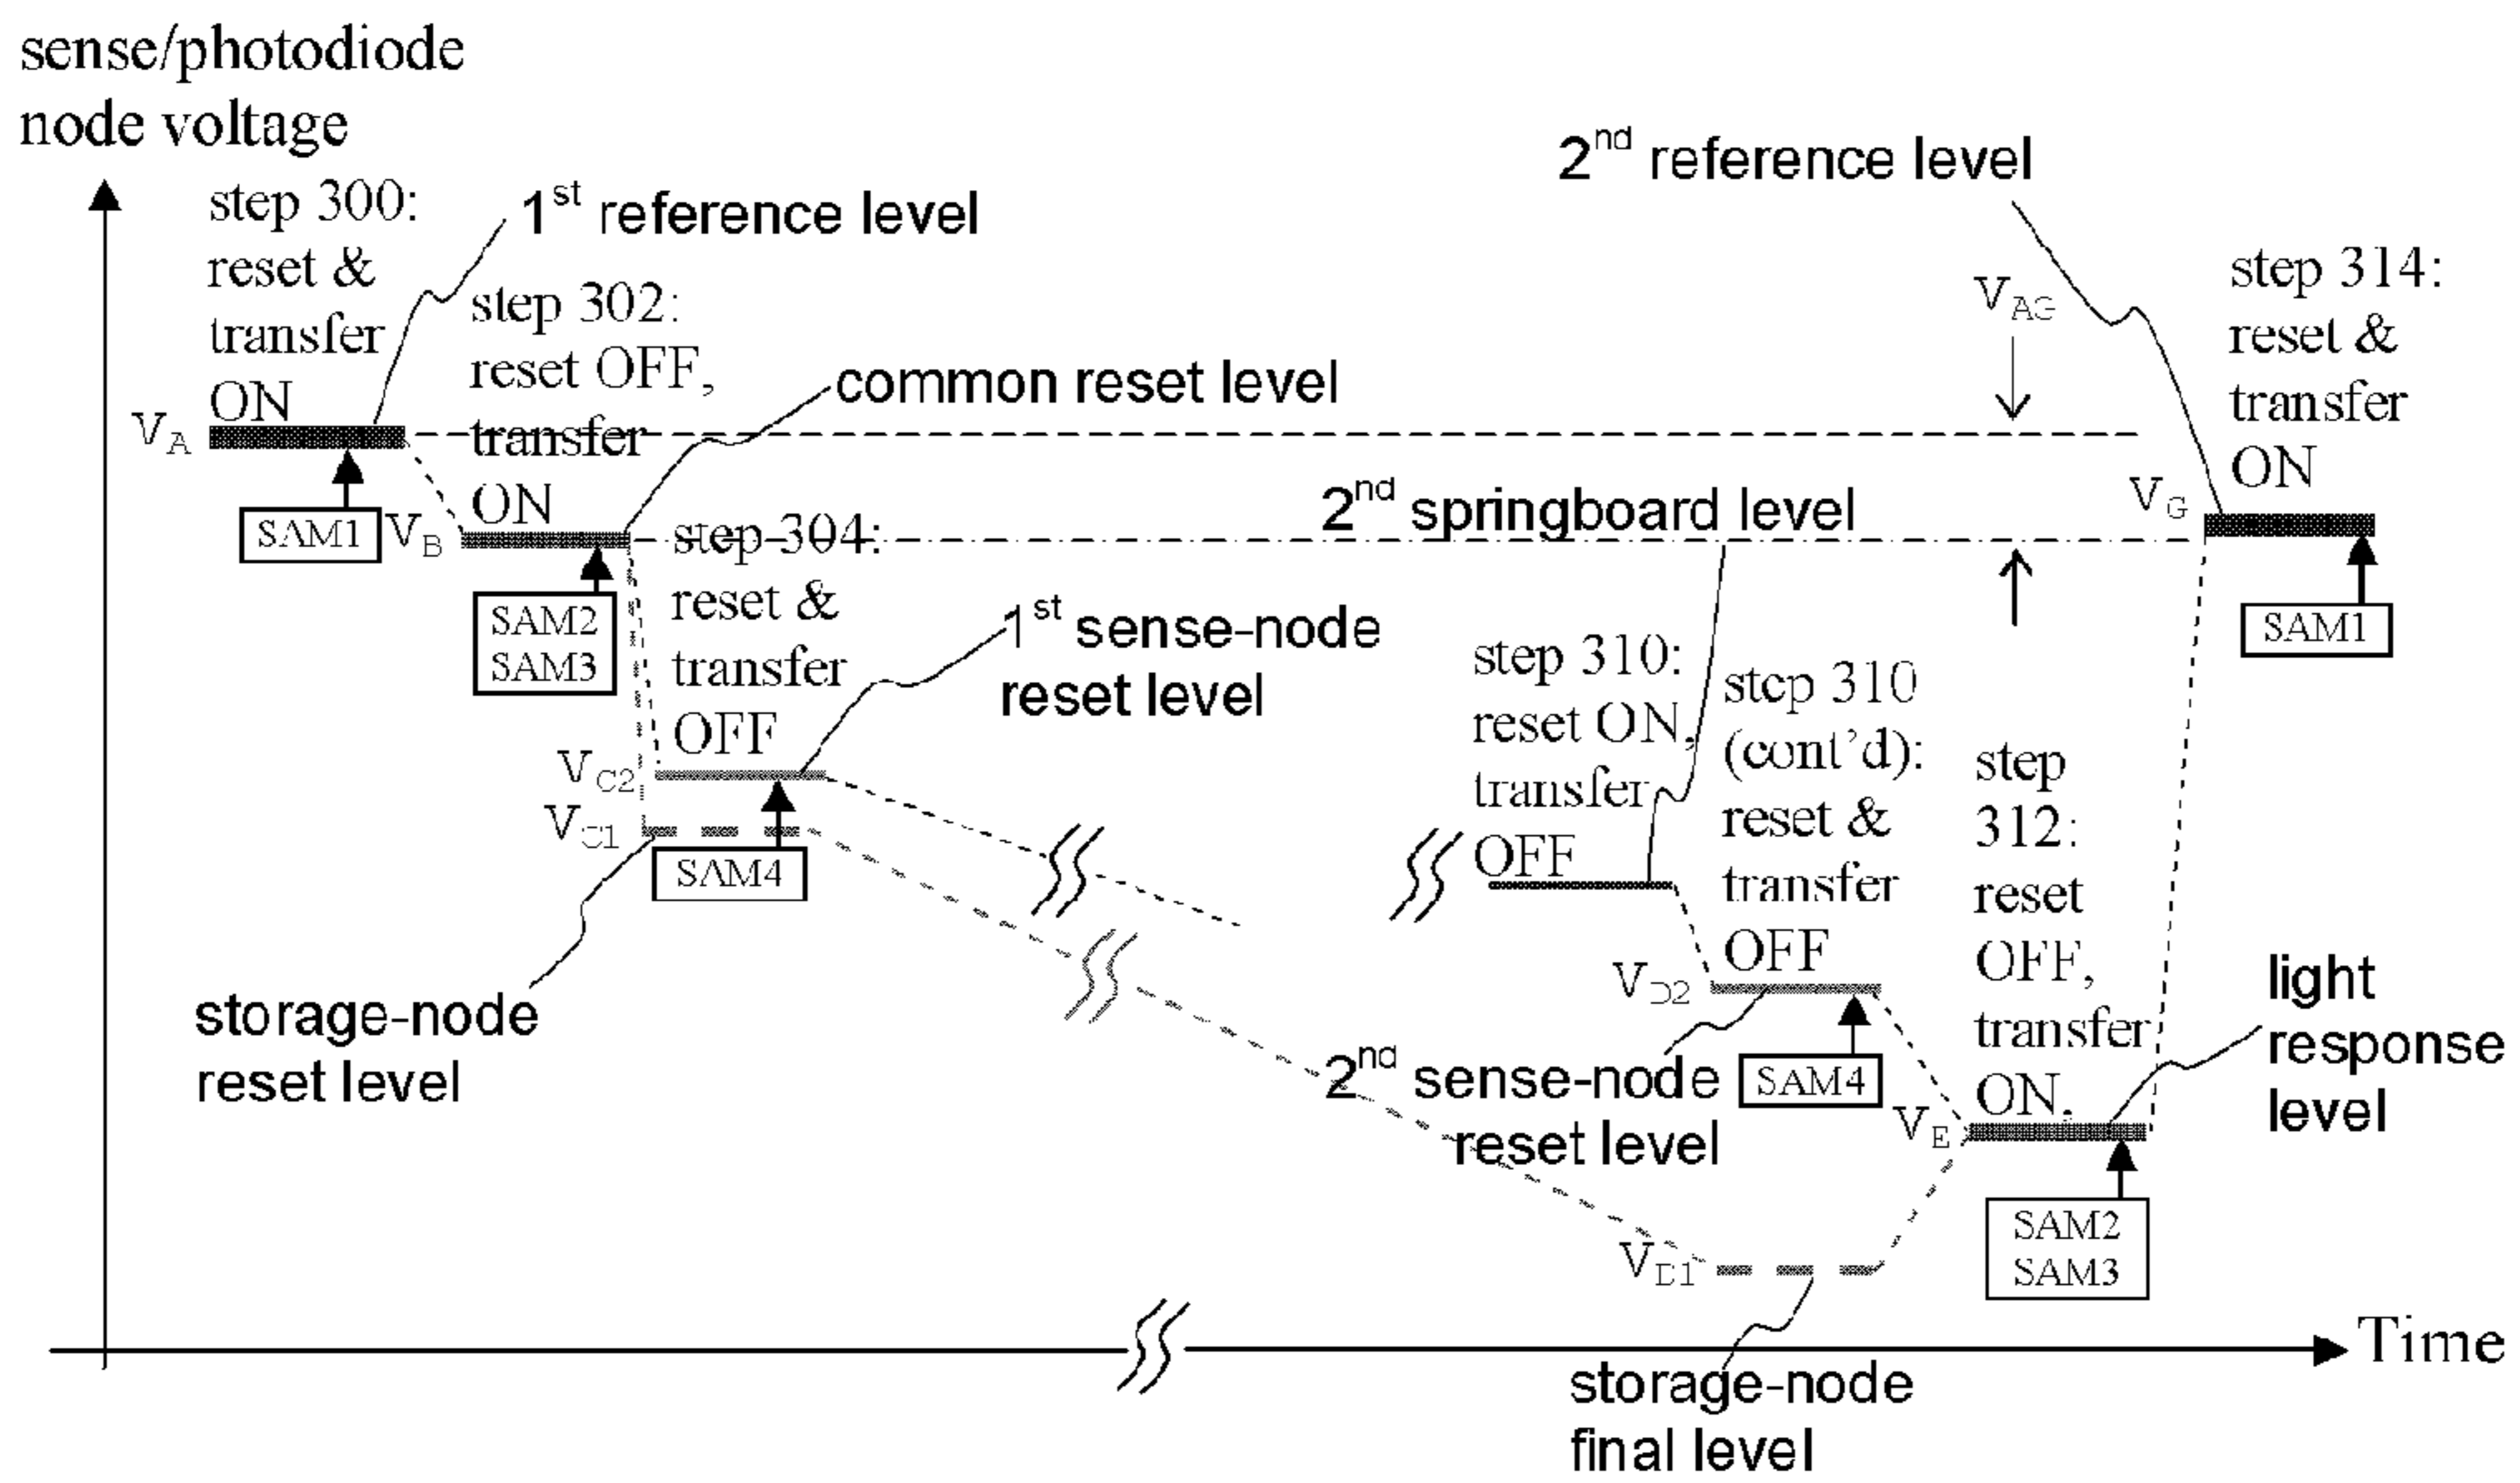 sense/photodiode
node voltage
step 300:
reset &
transfer
ON
1st reference level
step 302:
reset OFF,
transfer
ON
common reset level
2nd reference level
VAG
step 314:
reset &
transfer
ON
VA
SAM1
VB
SAM2
SAM3
step 304:
reset &
transfer
OFF
2nd springboard level
VG
SAM1
1st sense-node
reset level
VC2
VC1
SAM4
storage-node
reset level
step 310:
reset ON,
transfer
OFF
step 310
(cont'd):
reset &
transfer
OFF
step
312:
reset
OFF,
transfer
ON,
VD2
SAM4
2nd sense-node
reset level
VE
light
response
level
SAM2
SAM3
VD1
Time
storage-node
final level